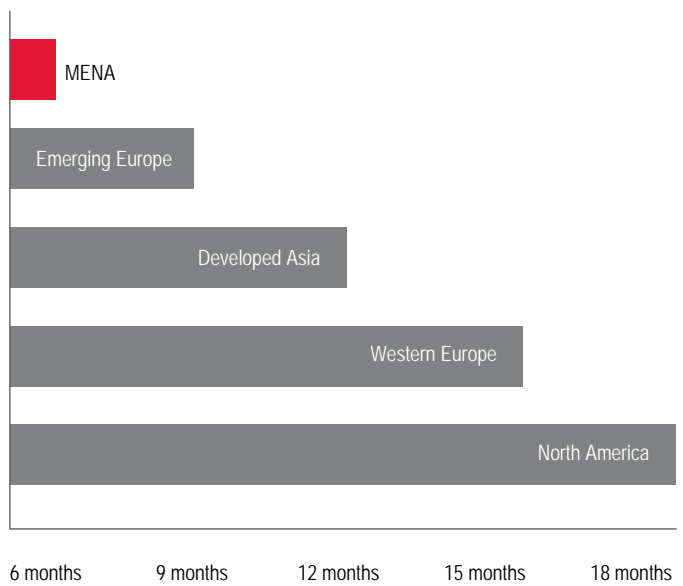 MENA
Emerging Europe
Developed Asia
Western Europe
North America
6 months 9 months 12 months 15 months 18 months